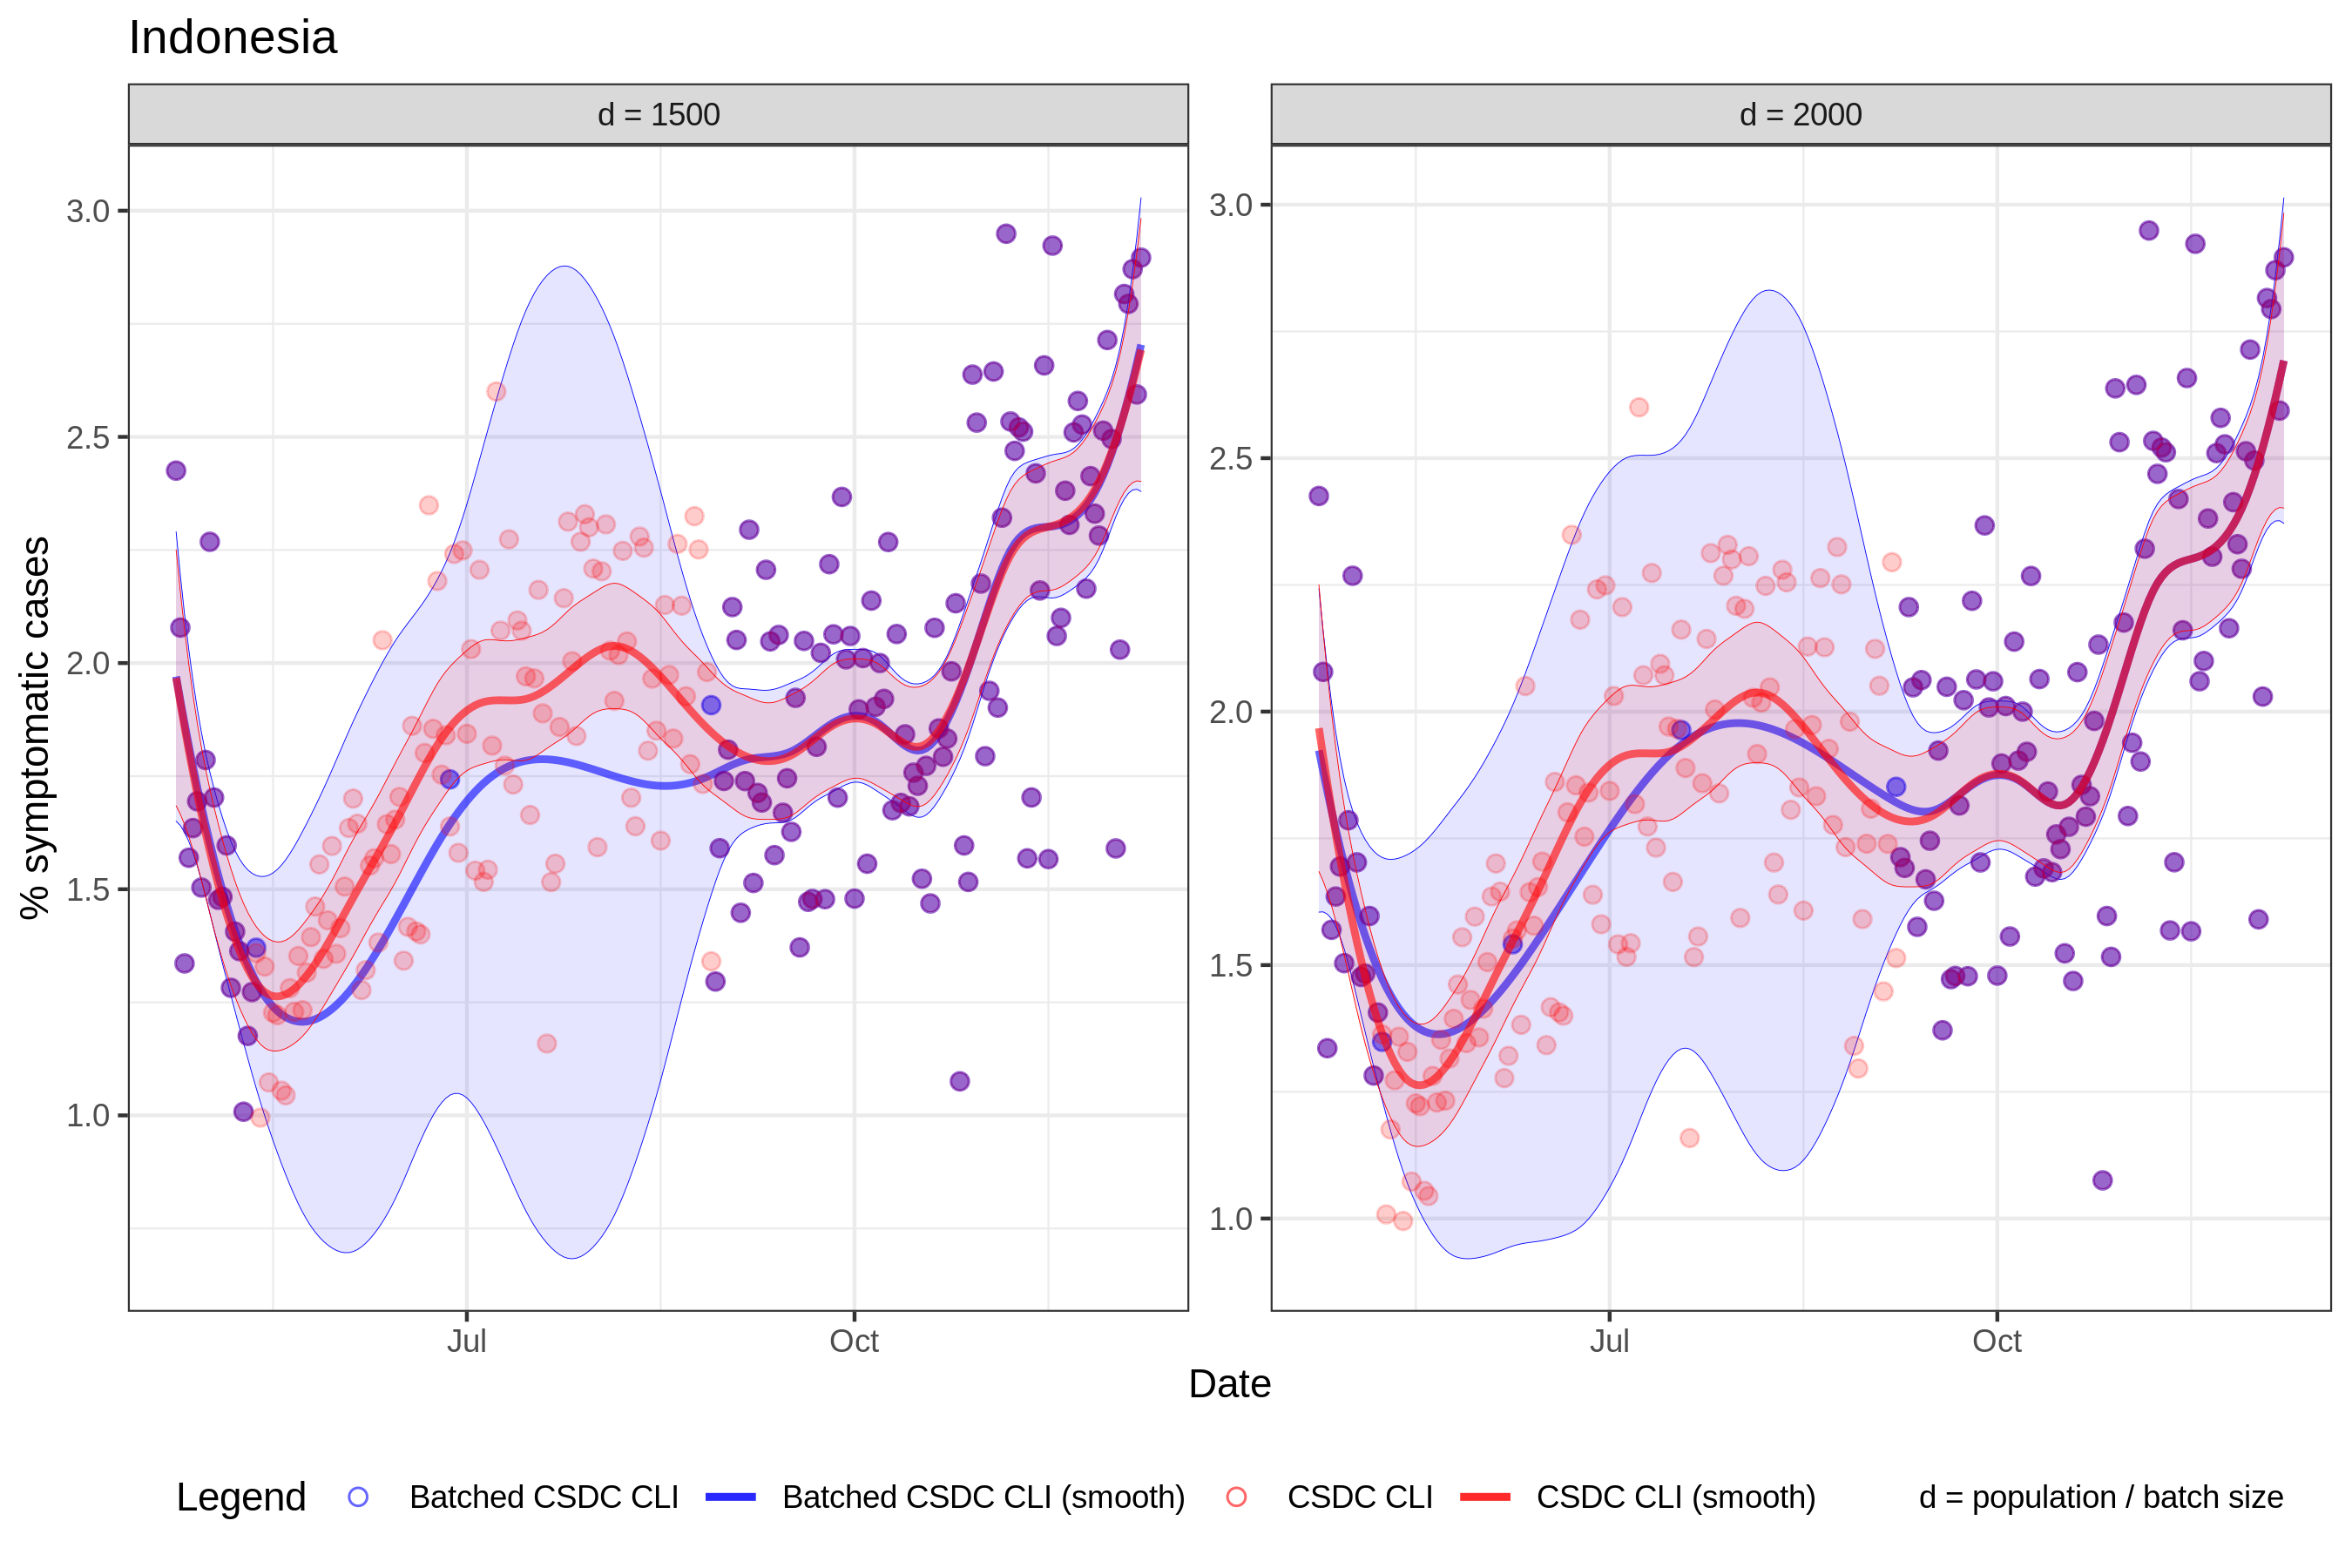 Indonesia
d = 1500
d = 2000
% symptomatic cases
3.0
2.5
2.0
1.5
1.0
3.0
2.5
2.0
1.5
1.0
Jul
Oct
Jul
Oct
Date
Legend
Batched CSDC CLI
Batched CSDC CLI (smooth)
CSDC CLI
CSDC CLI (smooth)
d = population / batch size